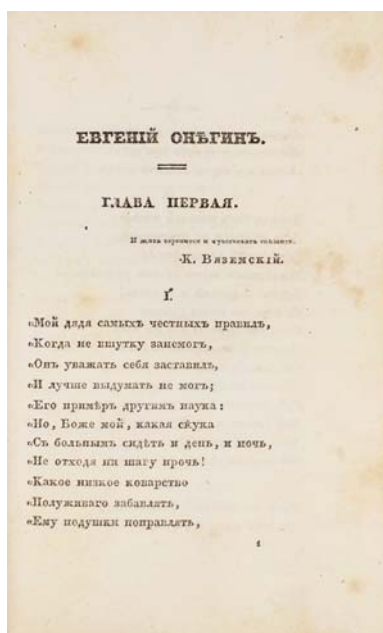 ЕВГЕНІЙ ОНѢГИНЪ.
ГЛАВА ПЕРВАЯ.
И жить торопится и чувствовать спѣшитъ.
К. Вяземскій.
I.
«Мой дядя самыхъ честныхъ правилъ,
«Когда не вшутку занемогъ,
«Онъ уважать себя заставилъ,
«И лучше выдумать не могъ;
«Его примѣръ другимъ наука:
«Но, Боже мой, какая скука
«Съ больнымъ сидѣть и день, и ночь,
«Не отходя ни шагу прочь!
«Какое низкое коварство
«Полуживаго забавлять,
«Ему подушки поправлять,
1